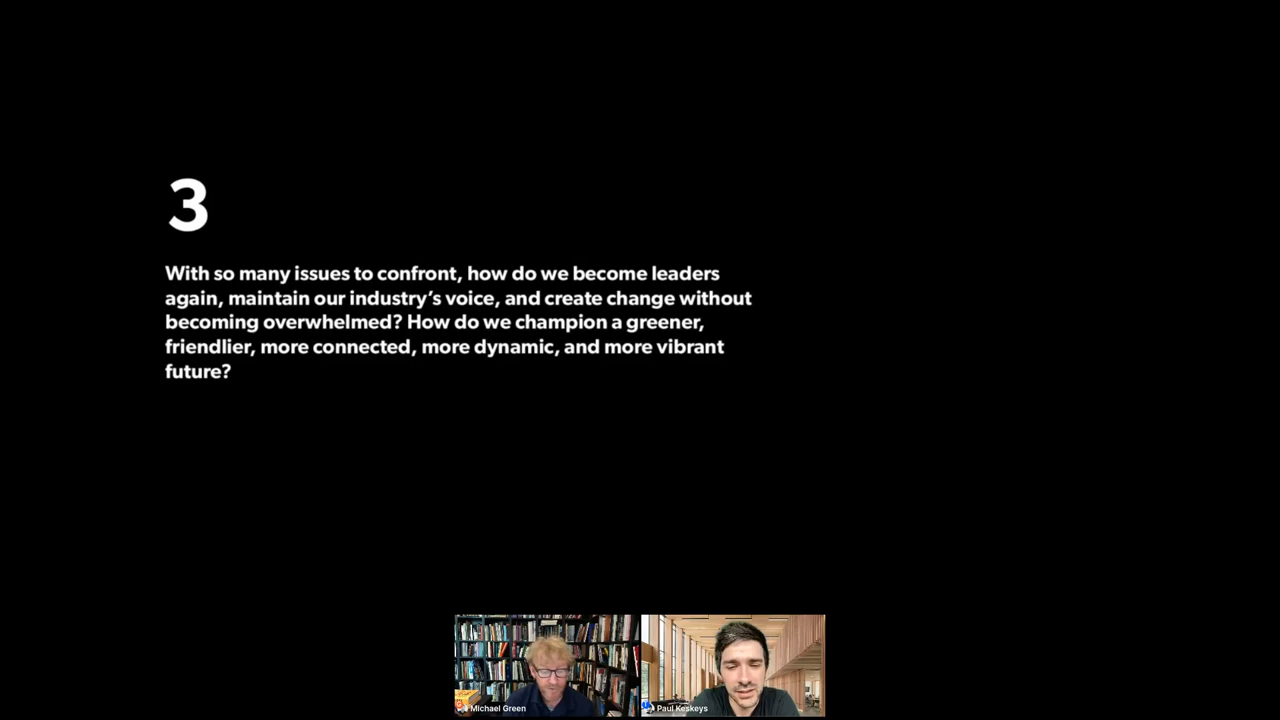 3
With so many issues to confront, how do we become leaders
again, maintain our industry’s voice, and create change without
becoming overwhelmed? How do we champion a greener,
friendlier, more connected, more dynamic, and more vibrant
future?
Michael Green
Paul Keskeys